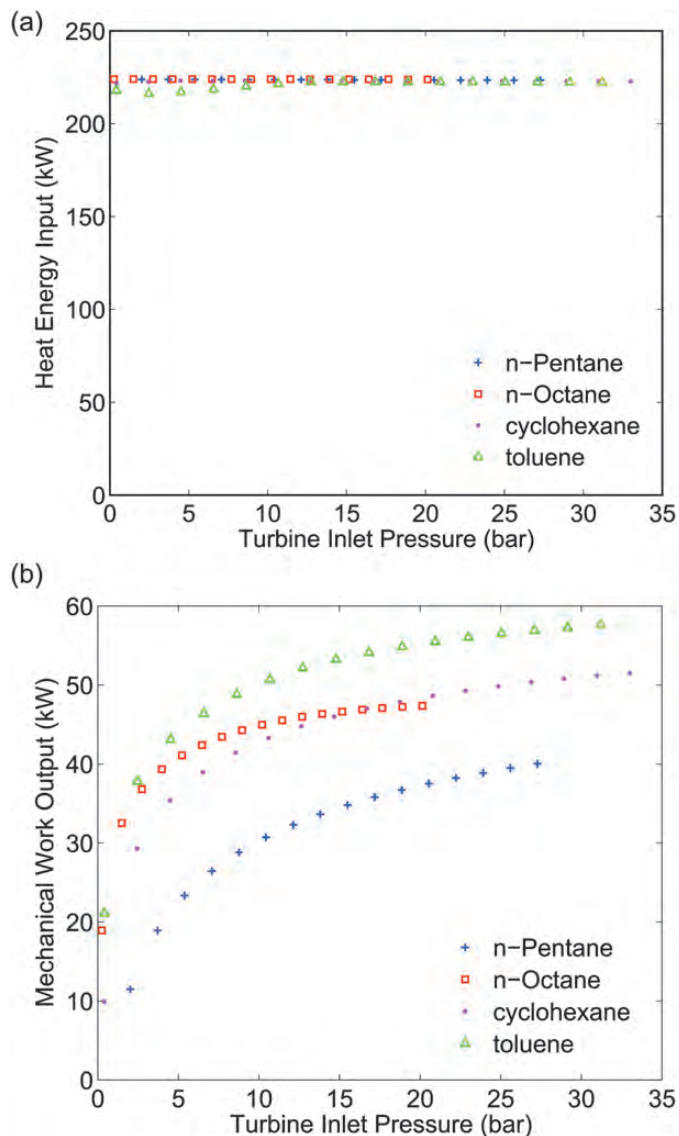 (a)
250
200
150
100
50
0
Heat Energy Input (kW)
n-Pentane
n-Octane
cyclohexane
toluene
0 5 10 15 20 25 30 35
Turbine Inlet Pressure (bar)
(b)
60
50
40
30
20
10
0
Mechanical Work Output (kW)
n-Pentane
n-Octane
cyclohexane
toluene
0 5 10 15 20 25 30 35
Turbine Inlet Pressure (bar)